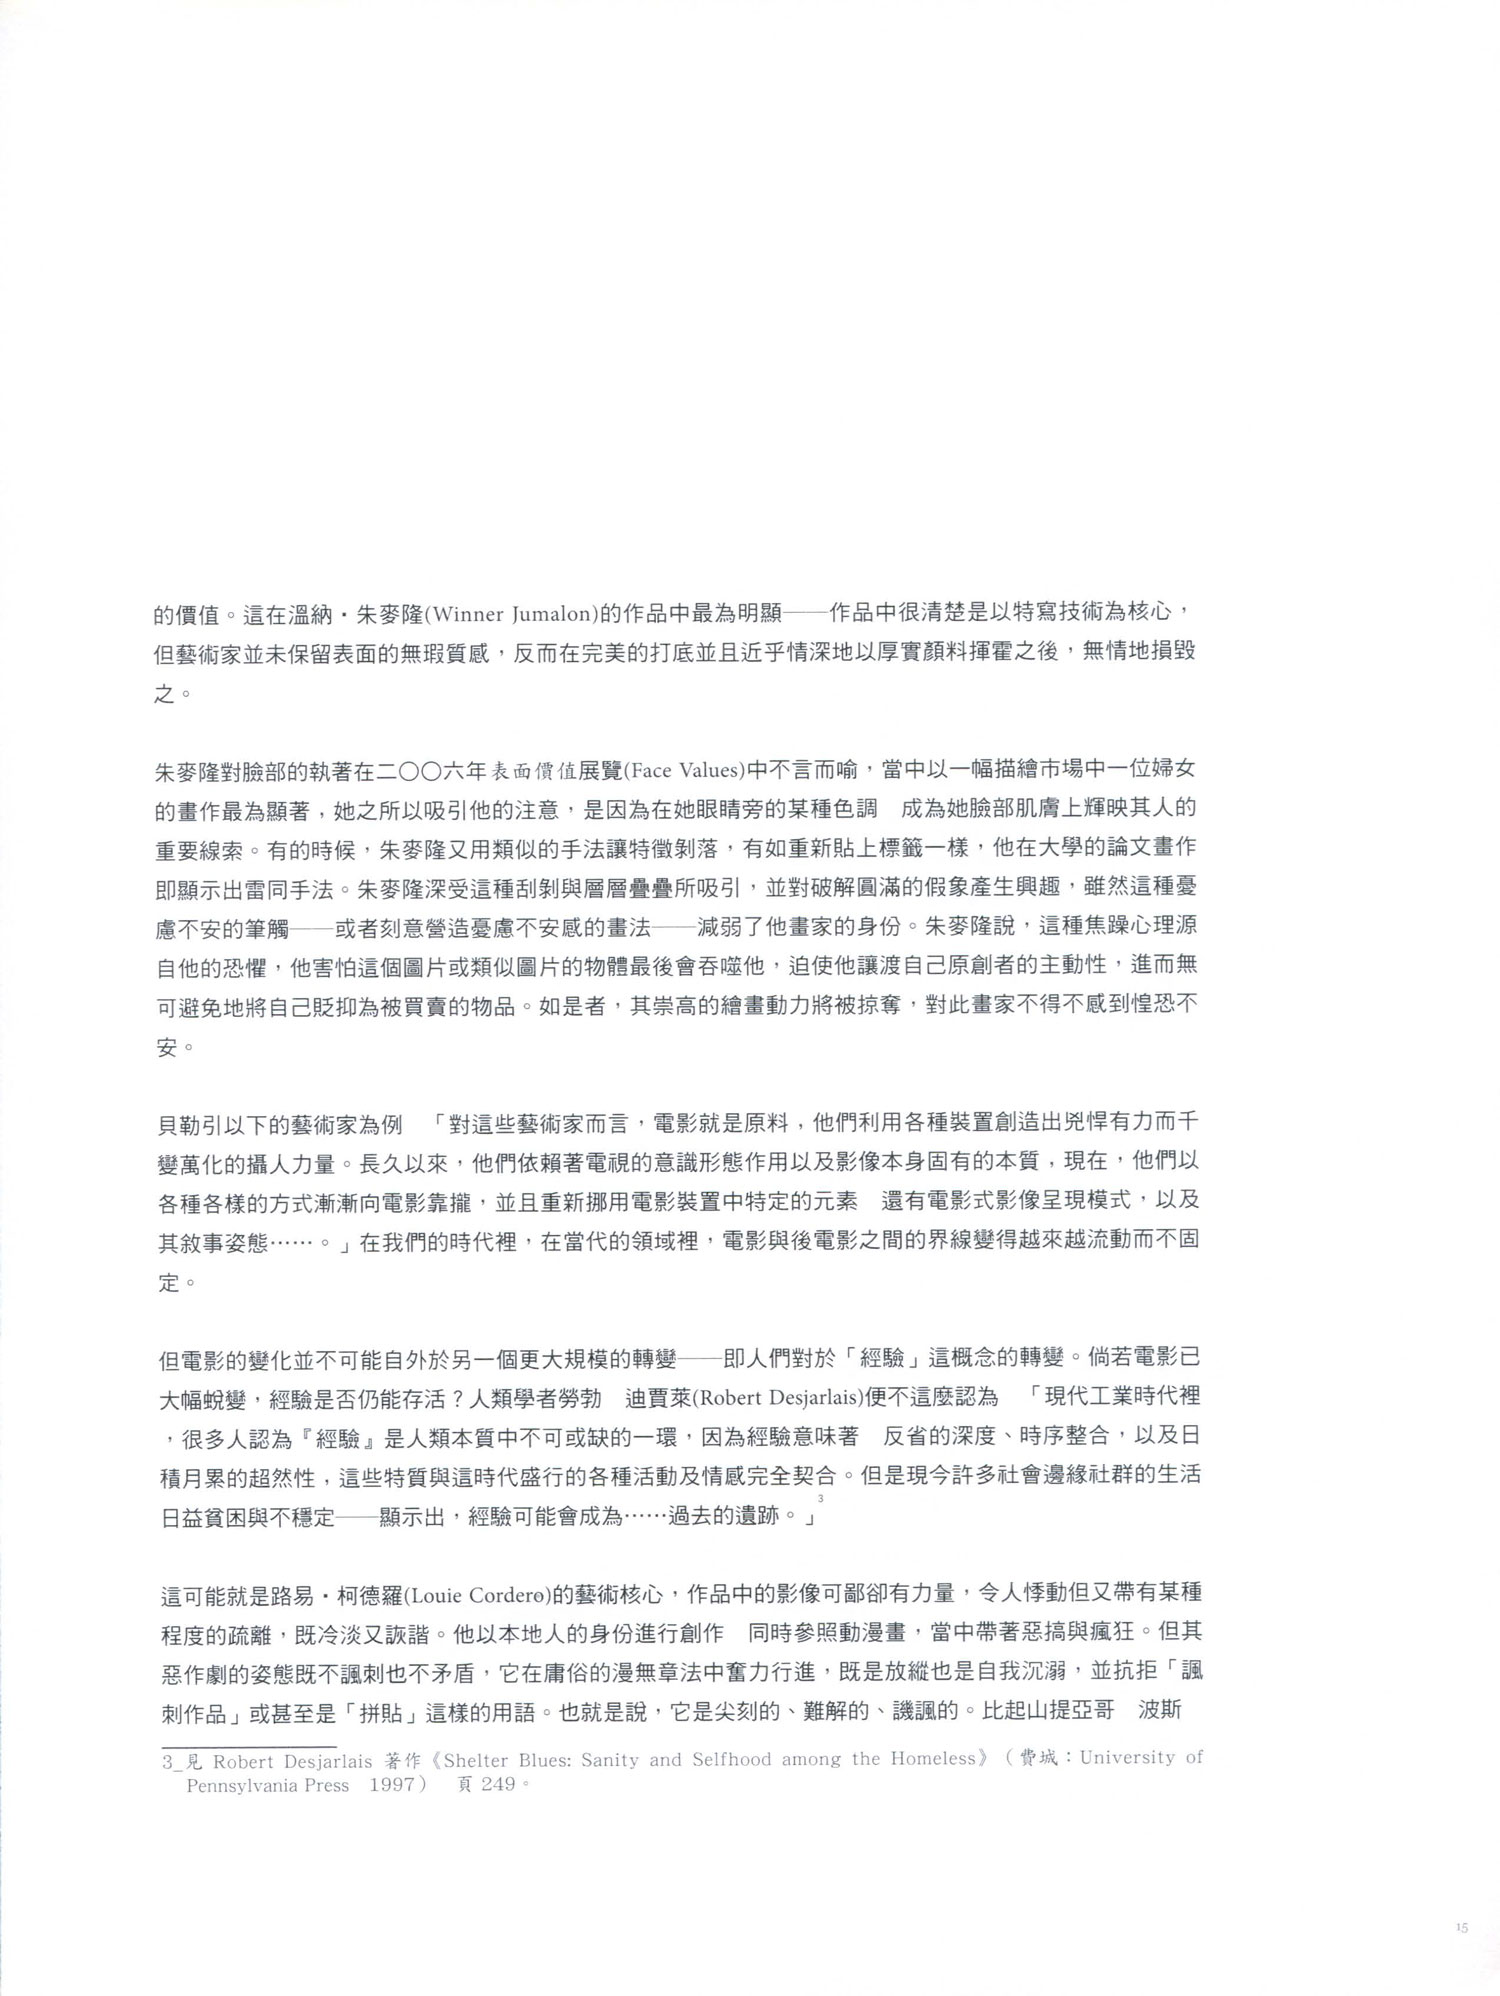 的價值。這在溫納・朱麥隆(Winner Jumalon)的作品中最為明顯──作品中很清楚是以特寫技術為核心，
但藝術家並未保留表面的無瑕質感，反而在完美的打底並且近乎情深地以厚實顏料揮霍之後，無情地損毀
之。
朱麥隆對臉部的執著在二〇〇六年表面價值展覽(Face Values)中不言而喻，當中以一幅描繪市場中一位婦女
的畫作最為顯著，她之所以吸引他的注意，是因為在她眼睛旁的某種色調　成為她臉部肌膚上輝映其人的
重要線索。有的時候，朱麥隆又用類似的手法讓特徵剝落，有如重新貼上標籤一樣，他在大學的論文畫作
即顯示出雷同手法。朱麥隆深受這種刮剝與層層疊疊所吸引，並對破解圓滿的假象產生興趣，雖然這種憂
慮不安的筆觸──或者刻意營造憂慮不安感的畫法──減弱了他畫家的身份。朱麥隆說，這種焦躁心理源
自他的恐懼，他害怕這個圖片或類似圖片的物體最後會吞噬他，迫使他讓渡自己原創者的主動性，進而無
可避免地將自己貶抑為被買賣的物品。如是者，其崇高的繪畫動力將被掠奪，對此畫家不得不感到惶恐不
安。
貝勒引以下的藝術家為例　「對這些藝術家而言，電影就是原料，他們利用各種裝置創造出兇悍有力而千
變萬化的攝人力量。長久以來，他們依賴著電視的意識形態作用以及影像本身固有的本質，現在，他們以
各種各樣的方式漸漸向電影靠攏，並且重新挪用電影裝置中特定的元素　還有電影式影像呈現模式，以及
其敘事姿態……。」在我們的時代裡，在當代的領域裡，電影與後電影之間的界線變得越來越流動而不固
定。
但電影的變化並不可能自外於另一個更大規模的轉變──即人們對於「經驗」這概念的轉變。倘若電影已
大幅蛻變，經驗是否仍能存活？人類學者勞勃　迪賈萊(Robert Desjarlais)便不這麼認為　「現代工業時代裡
，很多人認為『經驗』是人類本質中不可或缺的一環，因為經驗意味著　反省的深度、時序整合，以及日
積月累的超然性，這些特質與這時代盛行的各種活動及情感完全契合。但是現今許多社會邊緣社群的生活
日益貧困與不穩定──顯示出，經驗可能會成為……過去的遺跡。」3
這可能就是路易・柯德羅(Louie Cordero)的藝術核心，作品中的影像可鄙卻有力量，令人悸動但又帶有某種
程度的疏離，既冷淡又詼諧。他以本地人的身份進行創作　同時參照動漫畫，當中帶著惡搞與瘋狂。但其
惡作劇的姿態既不諷刺也不矛盾，它在庸俗的漫無章法中奮力行進，既是放縱也是自我沉溺，並抗拒「諷
刺作品」或甚至是「拼貼」這樣的用語。也就是說，它是尖刻的、難解的、譏諷的。比起山提亞哥　波斯
3_見 Robert Desjarlais 著作《Shelter Blues: Sanity and Selfhood among the Homeless》（費城：University of
Pennsylvania Press　1997）　頁 249。
15